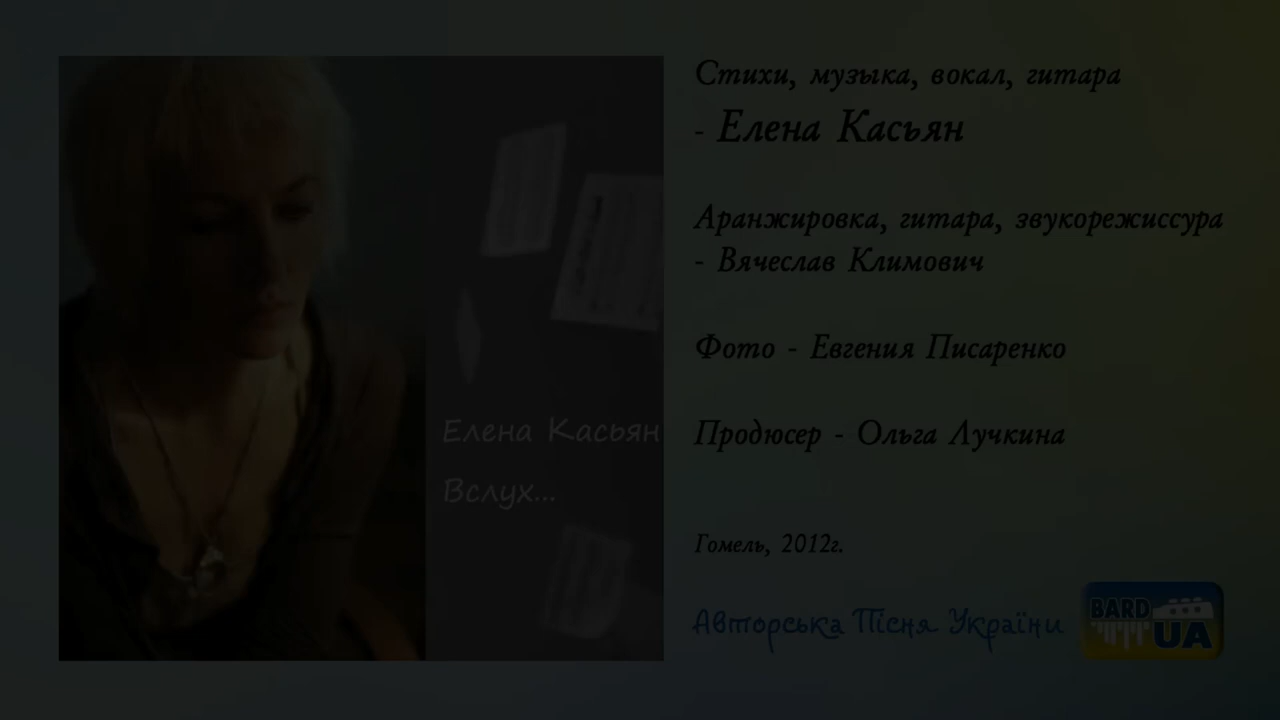 Стихи, музыка, вокал, гитара
- Елена Касьян
Аранжировка, гитара, звукорежиссура
- Вячеслав Климович
Фото - Евгения Писаренко
Продюсер - Ольга Лучкина
Елена Касьян
Вслух...
Гомель, 2012г.
Авторська Пісня України
BARD
UA